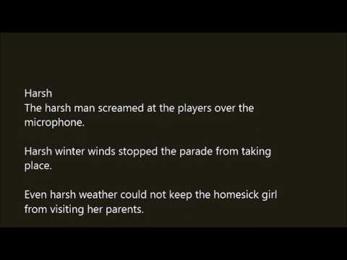 Harsh
The harsh man screamed at the players over the
microphone.
Harsh winter winds stopped the parade from taking
place.
Even harsh weather could not keep the homesick girl
from visiting her parents.